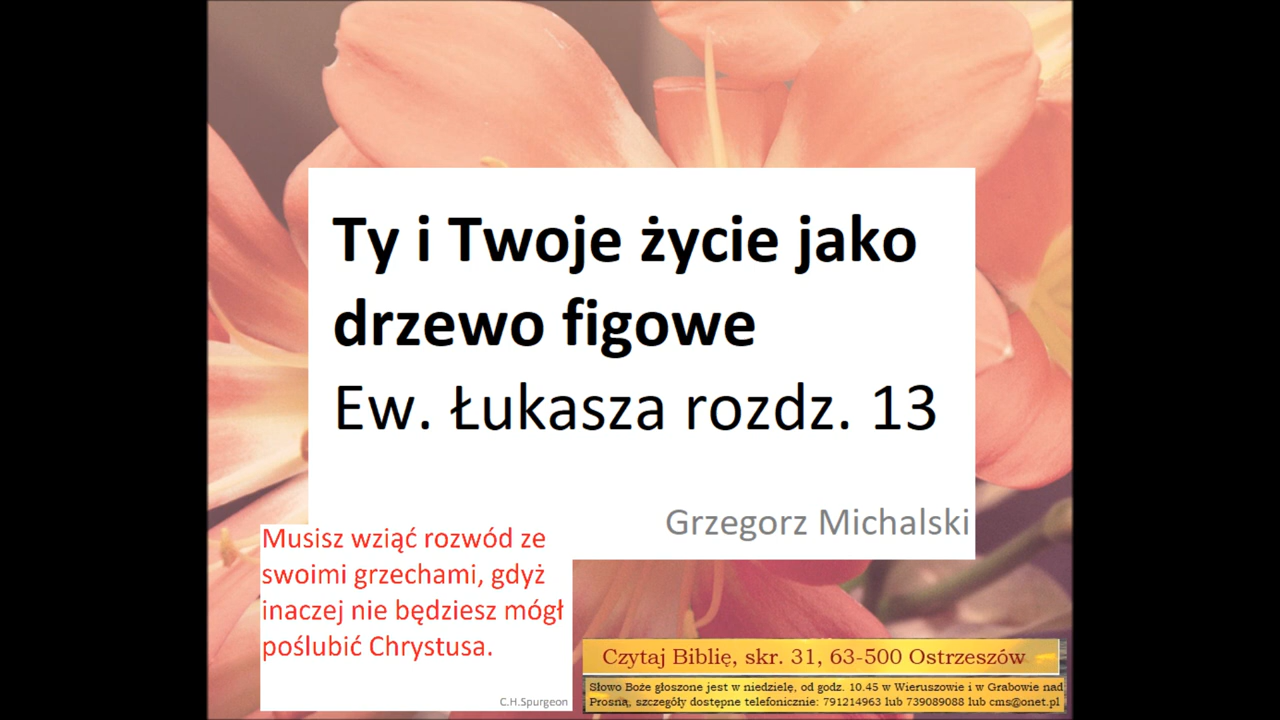 Ty i Twoje życie jako
drzewo figowe
Ew. Łukasza rozdz. 13
Grzegorz Michalski
Musisz wziąć rozwód ze
swoimi grzechami, gdyż
inaczej nie będziesz mógł
poślubić Chrystusa.
C.H.Spurgeon
Czytaj Biblię, skr. 31, 63-500 Ostrzeszów
Słowo Boże głoszone jest w niedzielę, od godz. 10.45 w Wieruszowie i w Grabowie nad
Prosną, szczegóły dostępne telefonicznie: 791214963 lub 739089088 lub cms@onet.pl